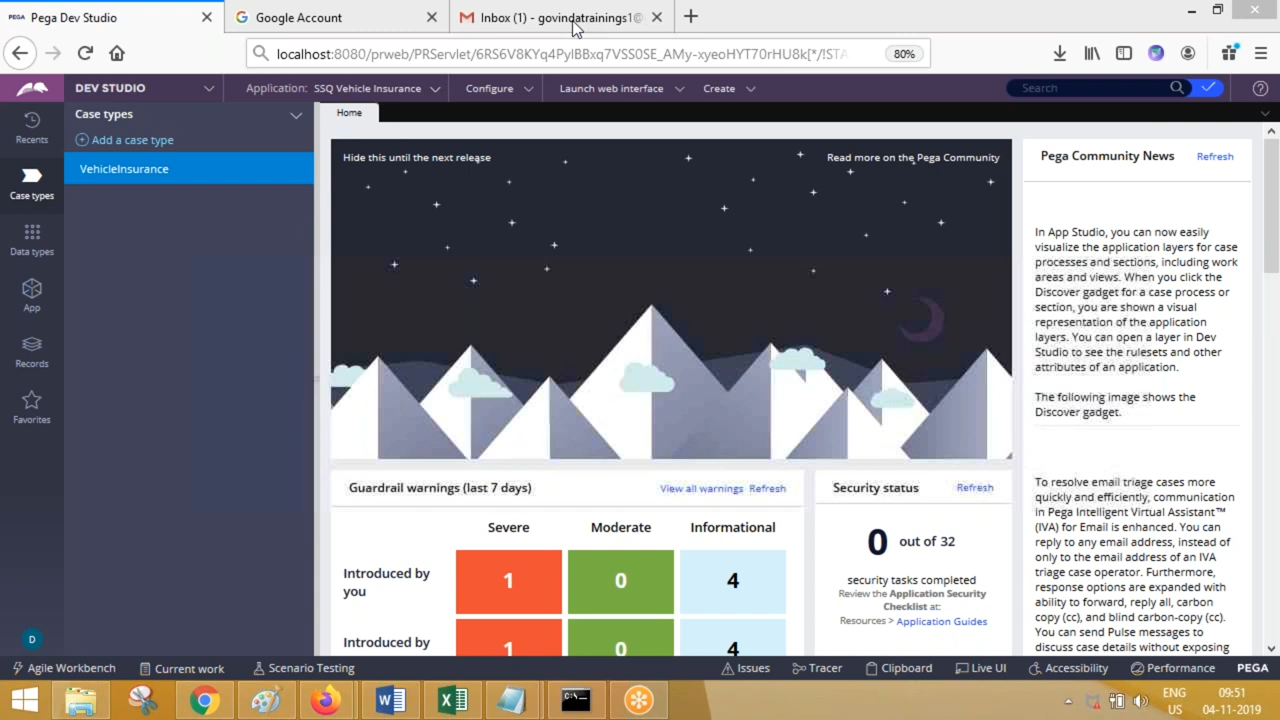 PEGA Pega Dev Studio
Google Account
Inbox (1) - govindatrainings1@
localhost:8080/prweb/PRServlet/
80%
DEV STUDIO
Application: SSQ Vehicle Insurance
Configure
Launch web interface
Create
Search
Recents
Case types
Data types
App
Records
Favorites
D
Case types
Add a case type
VehicleInsurance
Home
Hide this until the next release
Read more on the Pega Community
Guardrail warnings (last 7 days)
View all warnings Refresh
Severe Moderate Informational
Introduced by
you
1 0 4
Introduced by
1 0 4
Security status
Refresh
0 out of 32
security tasks completed
Review the Application Security
Checklist at:
Resources > Application Guides
Pega Community News
Refresh
In App Studio, you can now easily
visualize the application layers for case
processes and sections, including work
areas and views. When you click the
Discover gadget for a case process or
section, you are shown a visual
representation of the application
layers. You can open a layer in Dev
Studio to see the rulesets and other
attributes of an application.
The following image shows the
Discover gadget.
To resolve email triage cases more
quickly and efficiently, communication
in Pega Intelligent Virtual Assistant™
(IVA) for Email is enhanced. You can
reply to any email address, instead of
only to the email address of an IVA
triage case operator. Furthermore,
response options are expanded with
ability to forward, reply all, carbon
copy (cc), and blind carbon-copy (cc).
You can send Pulse messages to
discuss case details without exposing
Agile Workbench
Current work
Scenario Testing
Issues
Tracer
Clipboard
Live UI
Accessibility
Performance
PEGA
ENG
US
09:51
04-11-2019